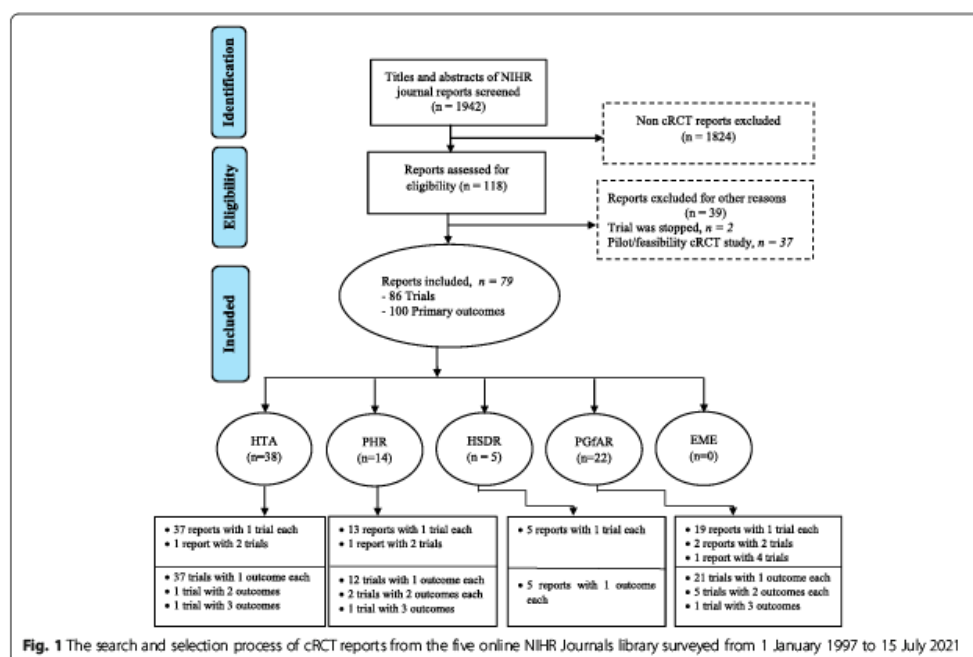 Identification
Titles and abstracts of NIHR
journal reports screened
(n = 1942)
Non cRCT reports excluded
(n = 1824)
Eligibility
Reports assessed for
eligibility (n = 118)
Reports excluded for other reasons
(n = 39)
Trial was stopped, n = 2
Pilot/feasibility cRCT study, n = 37
Included
Reports included, n = 79
- 86 Trials
- 100 Primary outcomes
HTA
(n=38)
PHR
(n=14)
HSDR
(n = 5)
PGfAR
(n=22)
EME
(n=0)
• 37 reports with 1 trial each
• 1 report with 2 trials
• 37 trials with 1 outcome each
• 1 trial with 2 outcomes
• 1 trial with 3 outcomes
• 13 reports with 1 trial each
• 1 report with 2 trials
• 12 trials with 1 outcome each
• 2 trials with 2 outcomes each
• 1 trial with 3 outcomes
• 5 reports with 1 trial each
• 5 reports with 1 outcome
each
• 19 reports with 1 trial each
• 2 reports with 2 trials
• 1 report with 4 trials
• 21 trials with 1 outcome each
• 5 trials with 2 outcomes each
• 1 trial with 3 outcomes
Fig. 1 The search and selection process of cRCT reports from the five online NIHR Journals library surveyed from 1 January 1997 to 15 July 2021